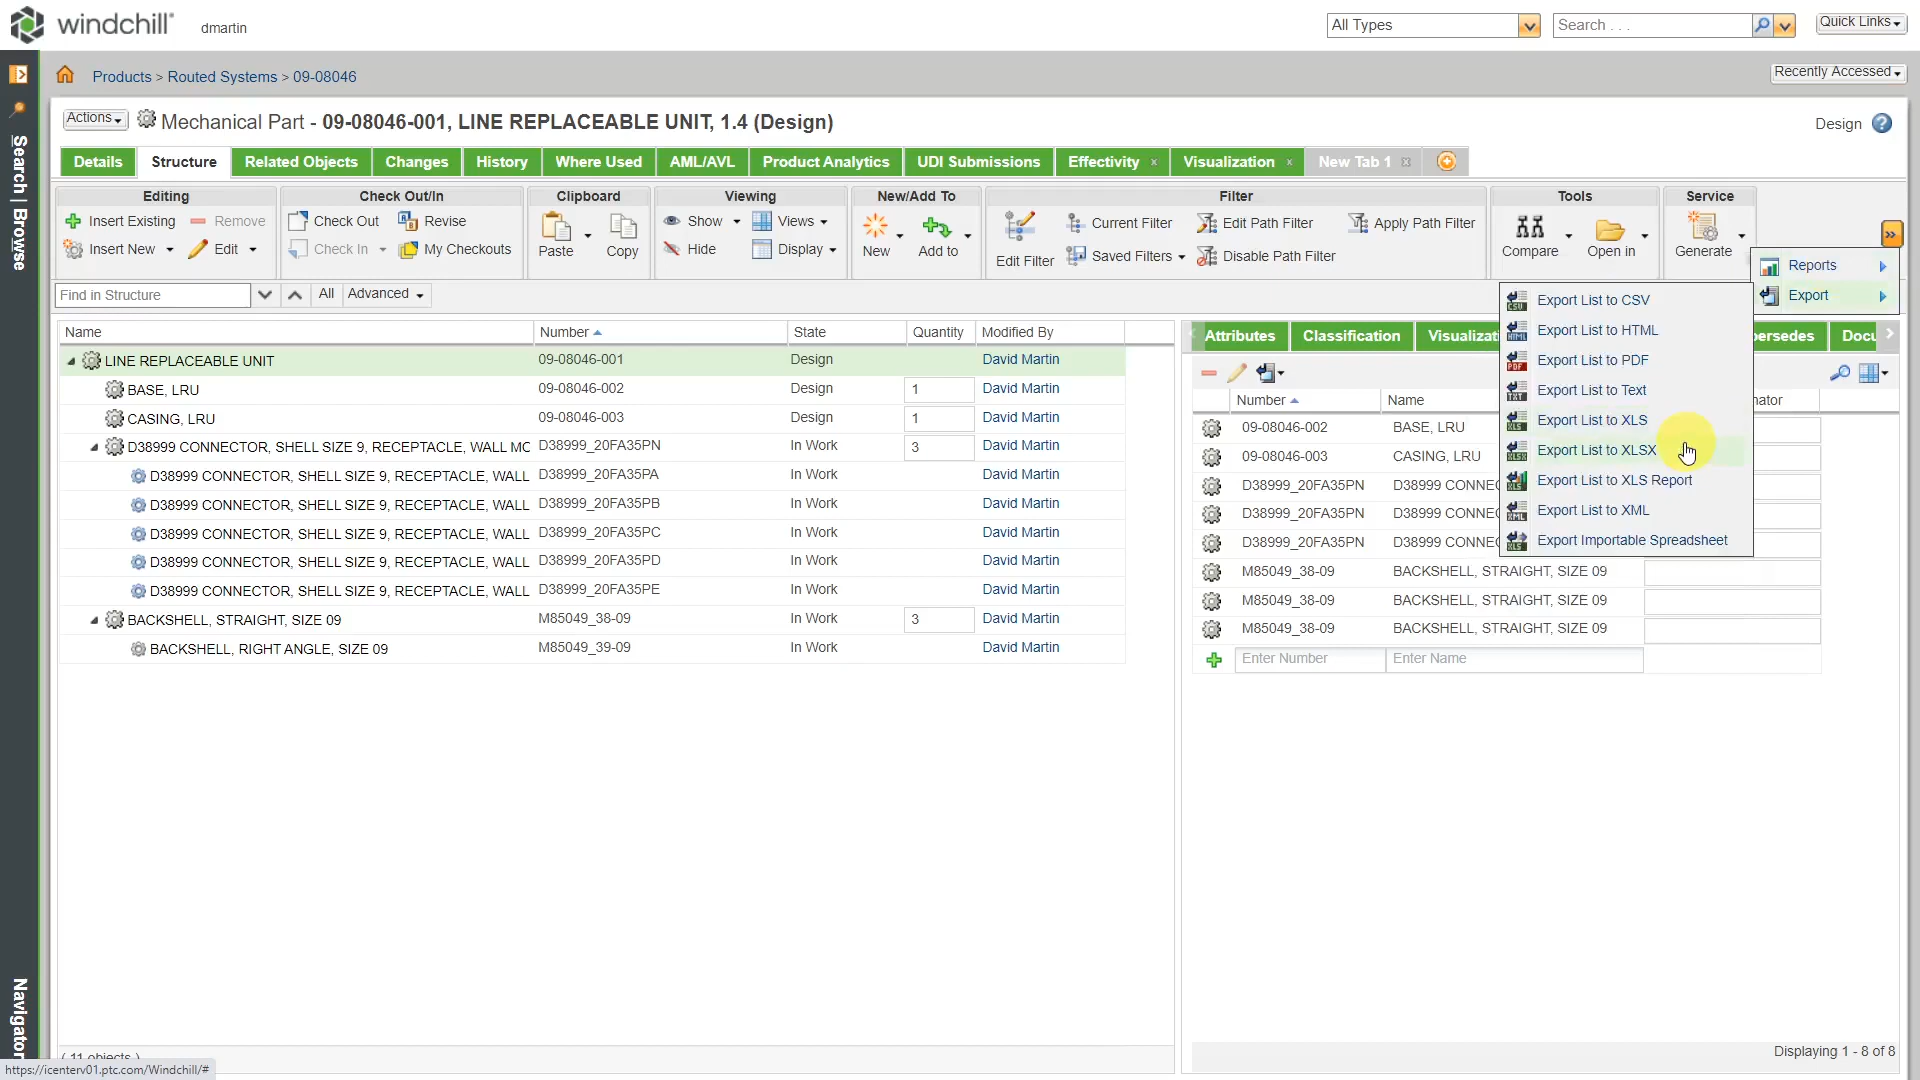 windchill
dmartin
All Types
Search . . .
Quick Links
Products > Routed Systems > 09-08046
Recently Accessed
Actions
Mechanical Part - 09-08046-001, LINE REPLACEABLE UNIT, 1.4 (Design)
Design
Details Structure Related Objects Changes History Where Used AML/AVL Product Analytics UDI Submissions Effectivity Visualization New Tab 1
Search | Browse
Navigator
Editing Check Out/In Clipboard Viewing New/Add To Filter Tools Service
Insert Existing Remove Check Out Revise Show Views Current Filter Edit Path Filter Apply Path Filter
Insert New Edit Check In My Checkouts Paste Copy Hide Display New Add to Edit Filter Saved Filters Disable Path Filter Compare Open in Generate
Reports
Export
Find in Structure All Advanced
Export List to CSV
Export List to HTML
Export List to PDF
Export List to Text
Export List to XLS
Export List to XLSX
Export List to XLS Report
Export List to XML
Export Importable Spreadsheet
Name Number State Quantity Modified By
LINE REPLACEABLE UNIT 09-08046-001 Design David Martin
BASE, LRU 09-08046-002 Design 1 David Martin
CASING, LRU 09-08046-003 Design 1 David Martin
D38999 CONNECTOR, SHELL SIZE 9, RECEPTACLE, WALL MC D38999_20FA35PN In Work 3 David Martin
D38999 CONNECTOR, SHELL SIZE 9, RECEPTACLE, WALL D38999_20FA35PA In Work David Martin
D38999 CONNECTOR, SHELL SIZE 9, RECEPTACLE, WALL D38999_20FA35PB In Work David Martin
D38999 CONNECTOR, SHELL SIZE 9, RECEPTACLE, WALL D38999_20FA35PC In Work David Martin
D38999 CONNECTOR, SHELL SIZE 9, RECEPTACLE, WALL D38999_20FA35PD In Work David Martin
D38999 CONNECTOR, SHELL SIZE 9, RECEPTACLE, WALL D38999_20FA35PE In Work David Martin
BACKSHELL, STRAIGHT, SIZE 09 M85049_38-09 In Work 3 David Martin
BACKSHELL, RIGHT ANGLE, SIZE 09 M85049_39-09 In Work David Martin
( 11 objects )
Attributes Classification Visualizati persedes Docu
Number Name nator
09-08046-002 BASE, LRU
09-08046-003 CASING, LRU
D38999_20FA35PN D38999 CONNEC
D38999_20FA35PN D38999 CONNEC
D38999_20FA35PN D38999 CONNEC
M85049_38-09 BACKSHELL, STRAIGHT, SIZE 09
M85049_38-09 BACKSHELL, STRAIGHT, SIZE 09
M85049_38-09 BACKSHELL, STRAIGHT, SIZE 09
Enter Number Enter Name
Displaying 1 - 8 of 8
https://icenterv01.ptc.com/Windchill/#